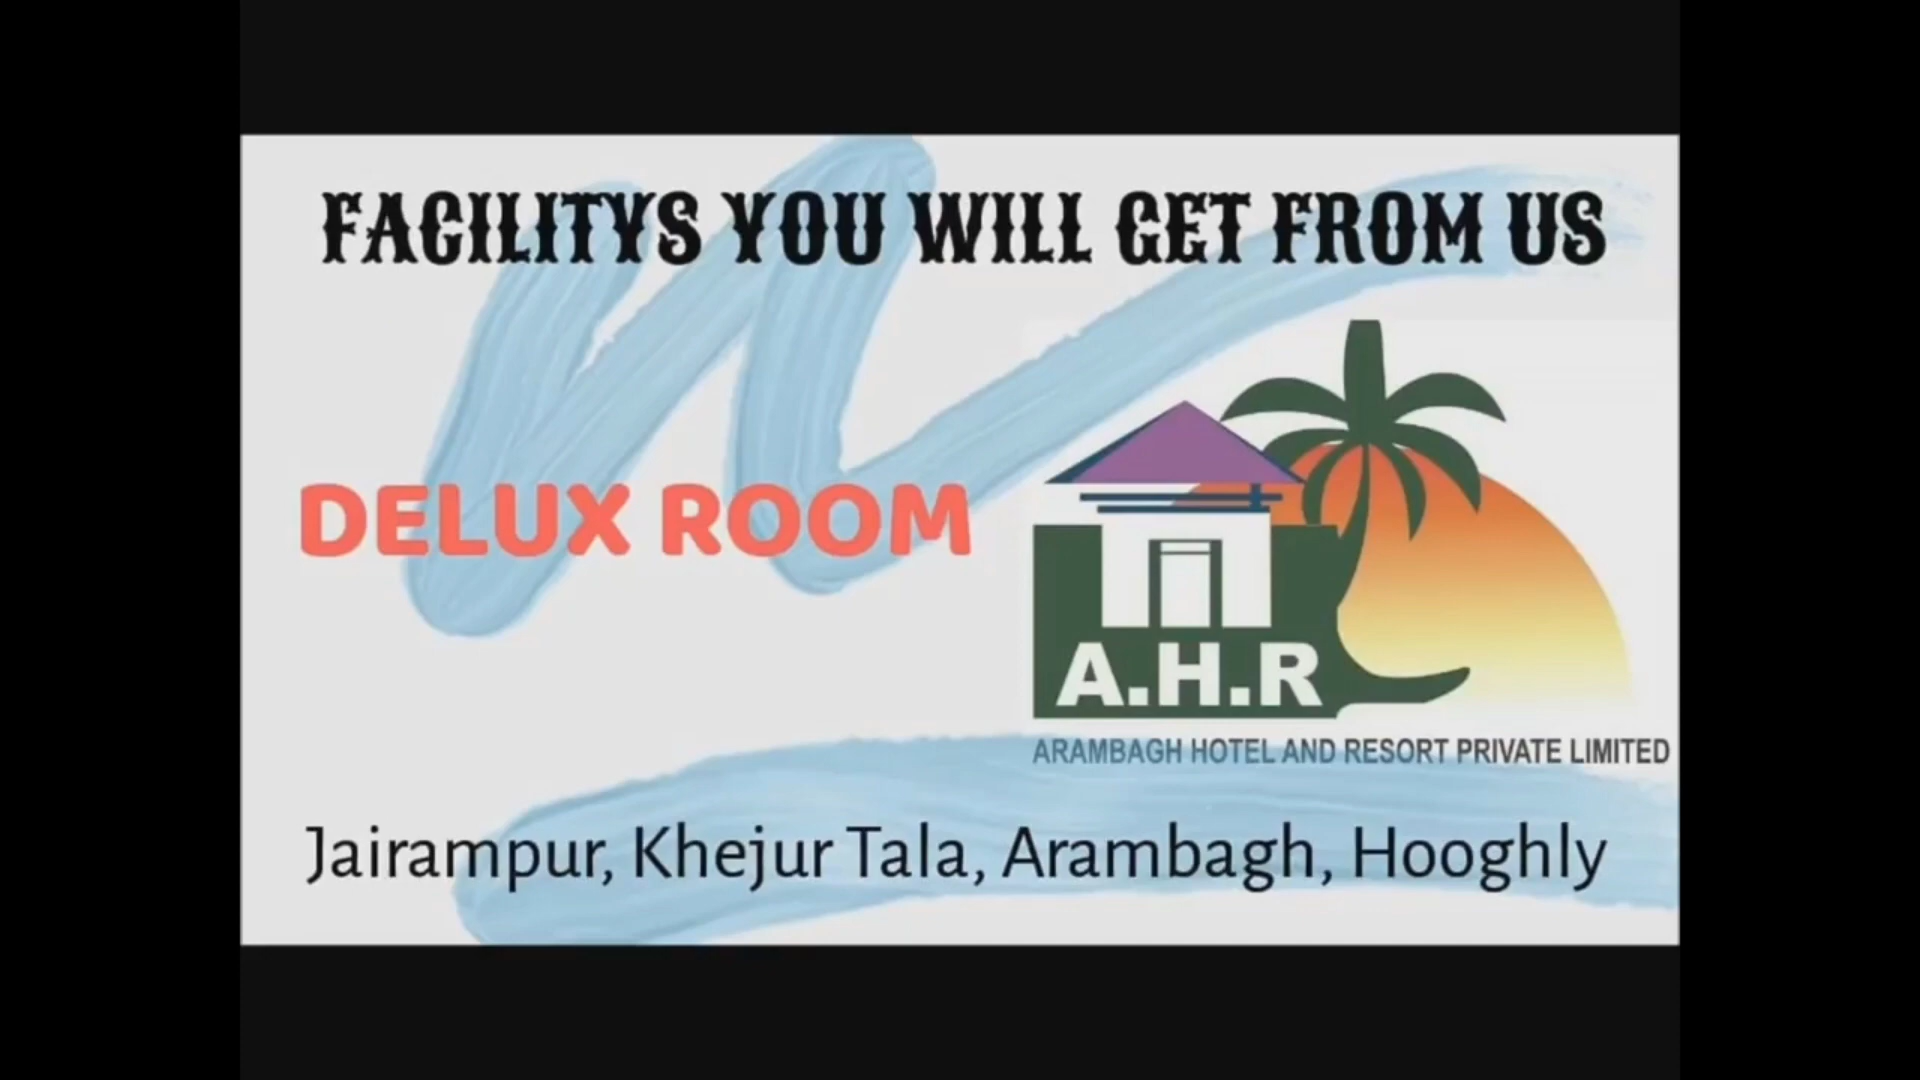 FACILITYS YOU WILL GET FROM US
DELUX ROOM
A.H.R
ARAMBAGH HOTEL AND RESORT PRIVATE LIMITED
Jairampur, Khejur Tala, Arambagh, Hooghly